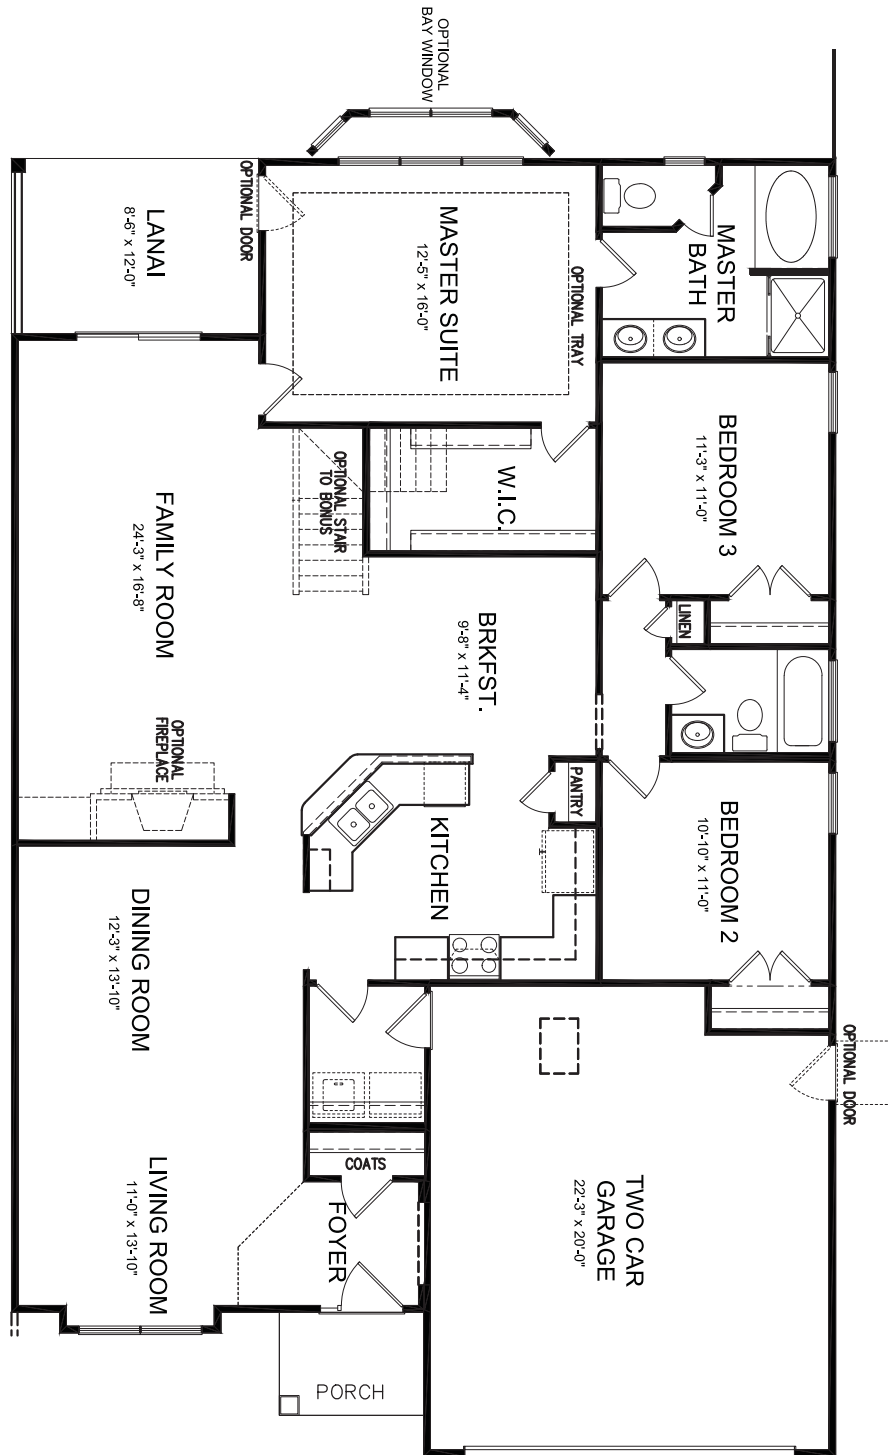 OPTIONAL
BAY WINDOW
OPTIONAL DOOR
LANAI
8'-6" x 12'-0"
MASTER SUITE
12'-5" x 16'-0"
OPTIONAL TRAY
MASTER
BATH
BEDROOM 3
11'-3" x 11'-0"
W.I.C.
OPTIONAL STAIR
TO BONUS
FAMILY ROOM
24'-3" x 16'-8"
BRKFST.
9'-8" x 11'-4"
LINEN
OPTIONAL
FIREPLACE
PANTRY
KITCHEN
BEDROOM 2
10'-10" x 11'-0"
DINING ROOM
12'-3" x 13'-10"
OPTIONAL DOOR
COATS
LIVING ROOM
11'-0" x 13'-10"
FOYER
TWO CAR
GARAGE
22'-3" x 20'-0"
PORCH